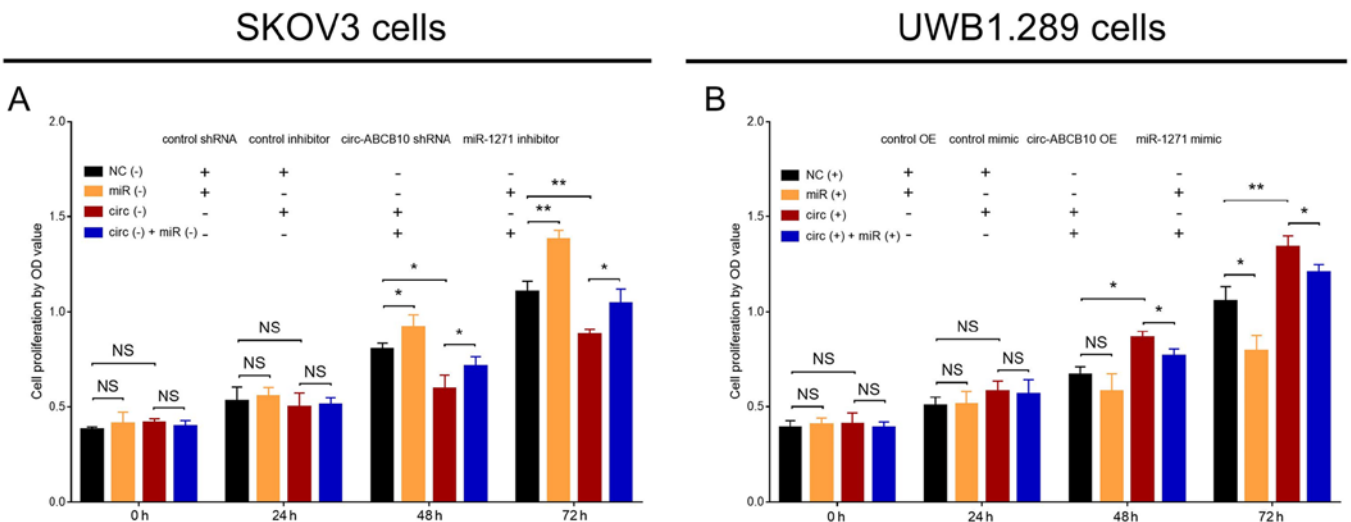 SKOV3 cells
UWB1.289 cells
A
2.0
1.5
1.0
0.5
0.0
Cell proliferation by OD value
control shRNA control inhibitor circ-ABCB10 shRNA miR-1271 inhibitor
NC (-) + + - -
miR (-) + - - +
circ (-) - + + -
circ (-) + miR (-) - - + +
NS
NS
NS
NS
NS
NS
*
*
*
**
**
*
0 h
24 h
48 h
72 h
B
2.0
1.5
1.0
0.5
0.0
Cell proliferation by OD value
control OE control mimic circ-ABCB10 OE miR-1271 mimic
NC (+) + + - -
miR (+) + - - +
circ (+) - + + -
circ (+) + miR (+) - - + +
NS
NS
NS
NS
NS
NS
*
NS
*
**
*
*
0 h
24 h
48 h
72 h